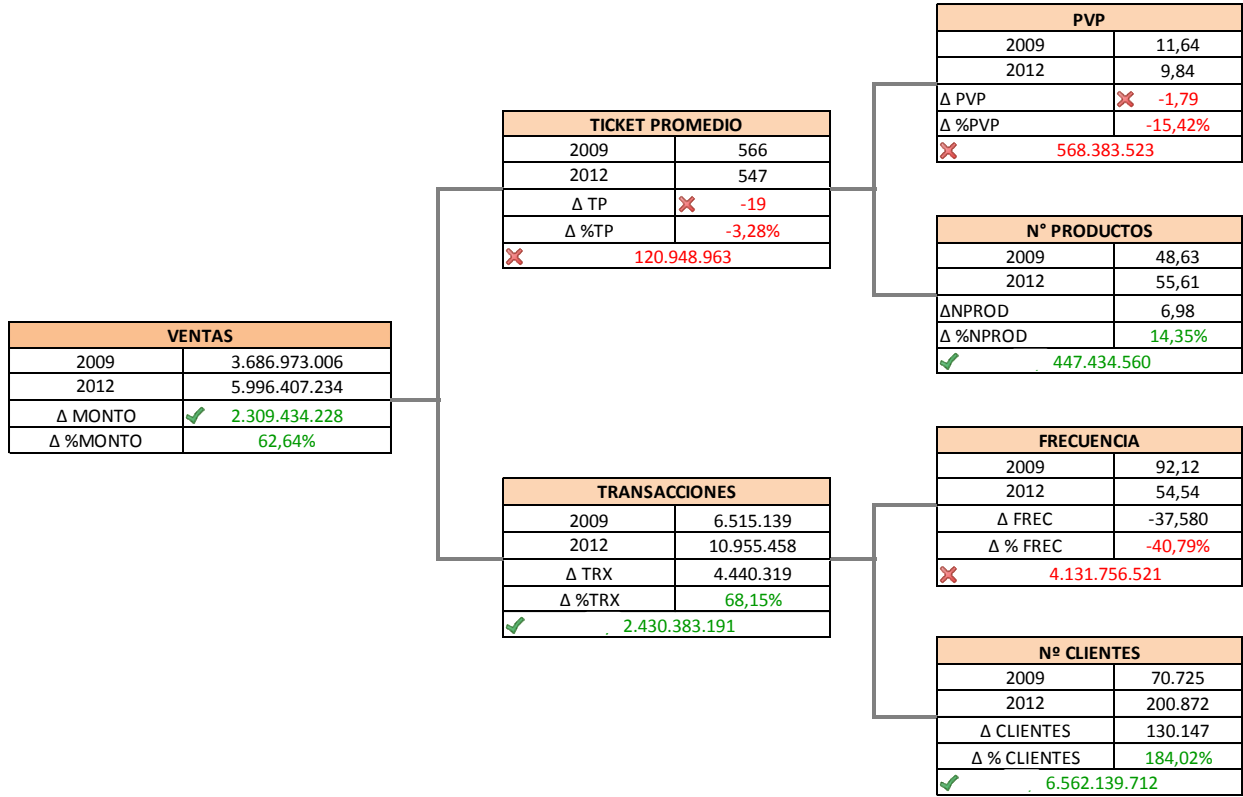 VENTAS
2009 3.686.973.006
2012 5.996.407.234
Δ MONTO 2.309.434.228
Δ %MONTO 62,64%
TICKET PROMEDIO
2009 566
2012 547
Δ TP -19
Δ %TP -3,28%
120.948.963
TRANSACCIONES
2009 6.515.139
2012 10.955.458
Δ TRX 4.440.319
Δ %TRX 68,15%
2.430.383.191
PVP
2009 11,64
2012 9,84
Δ PVP -1,79
Δ %PVP -15,42%
568.383.523
N° PRODUCTOS
2009 48,63
2012 55,61
ΔNPROD 6,98
Δ %NPROD 14,35%
447.434.560
FRECUENCIA
2009 92,12
2012 54,54
Δ FREC -37,580
Δ % FREC -40,79%
4.131.756.521
Nº CLIENTES
2009 70.725
2012 200.872
Δ CLIENTES 130.147
Δ % CLIENTES 184,02%
6.562.139.712